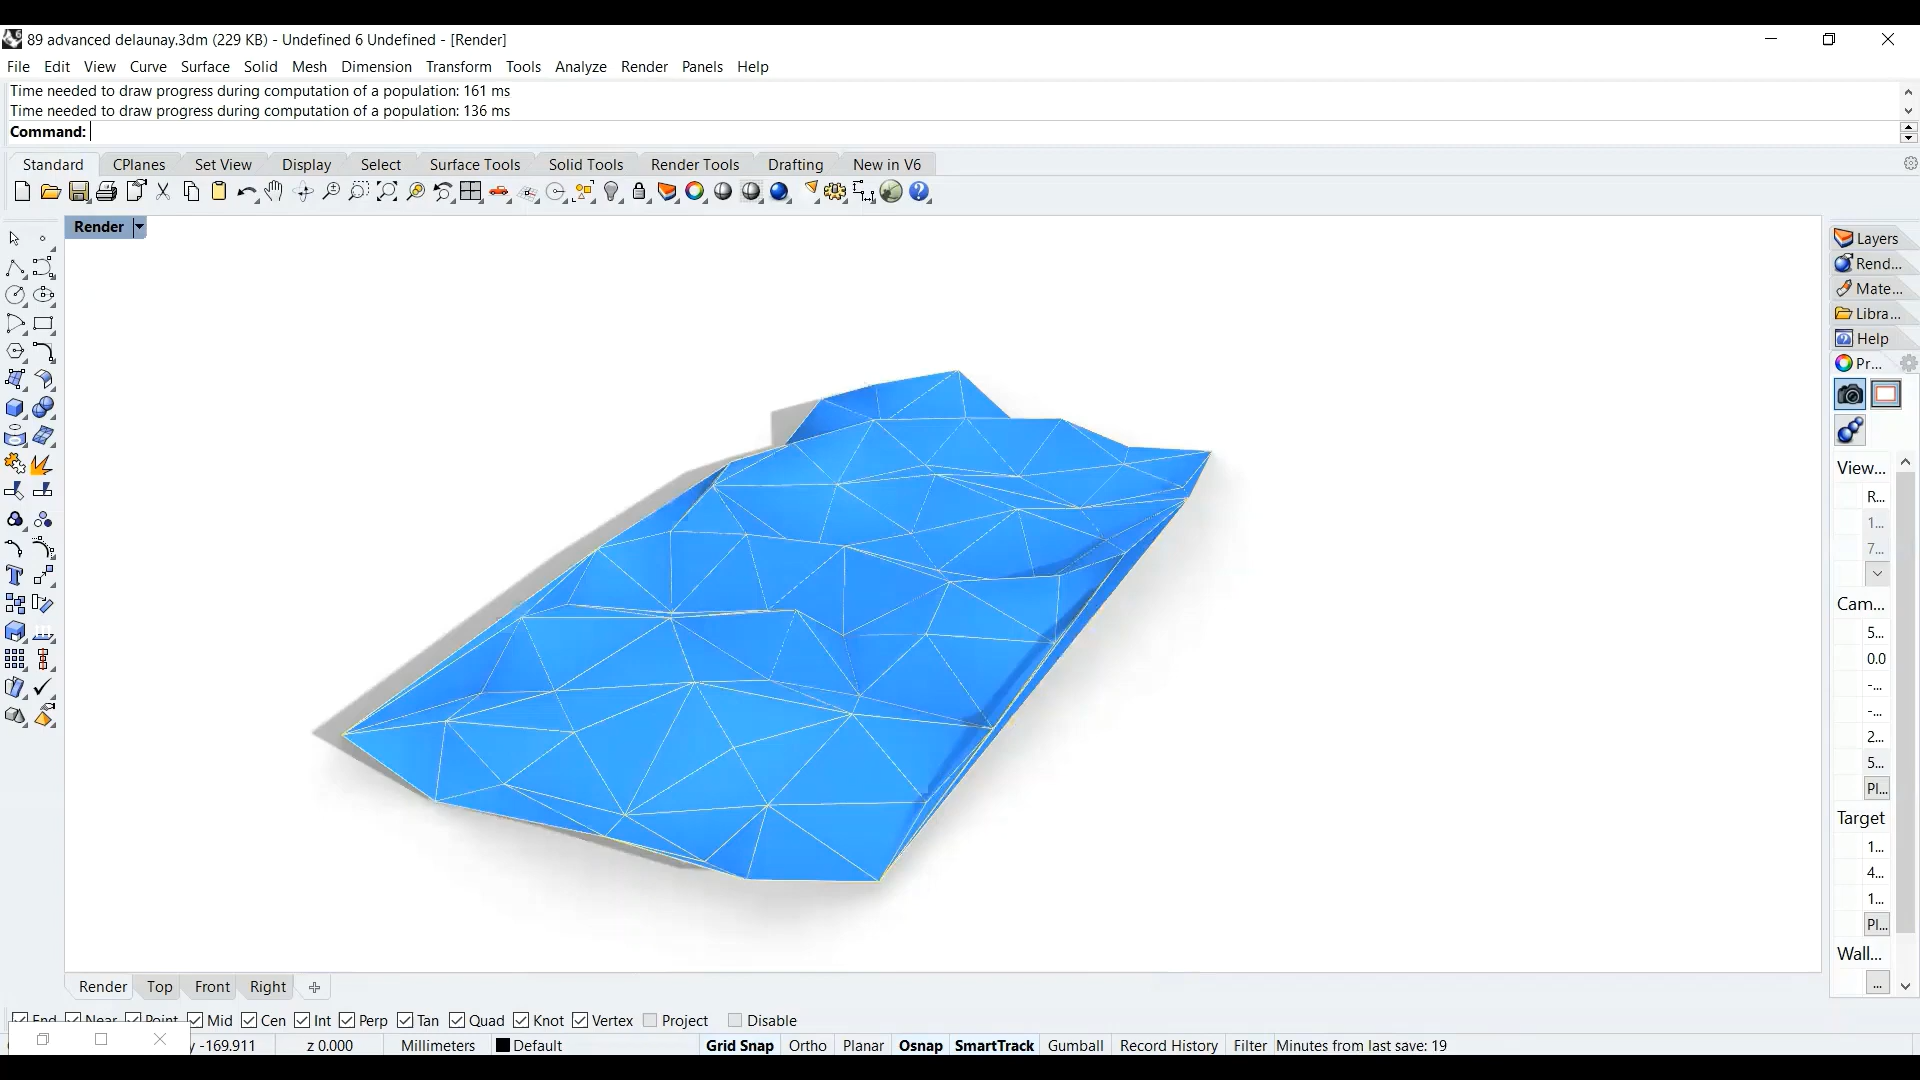 89 advanced delaunay.3dm (229 KB) - Undefined 6 Undefined - [Render]
File Edit View Curve Surface Solid Mesh Dimension Transform Tools Analyze Render Panels Help
Time needed to draw progress during computation of a population: 161 ms
Time needed to draw progress during computation of a population: 136 ms
Command:
Standard CPlanes Set View Display Select Surface Tools Solid Tools Render Tools Drafting New in V6
Render
Layers
Rend...
Mate...
Libra...
Help
Pr...
View...
R...
1...
7...
Cam...
5...
0.0
-...
-...
2...
5...
Pl...
Target
1...
4...
1...
Pl...
Wall...
...
Render Top Front Right
End Near Point Mid Cen Int Perp Tan Quad Knot Vertex Project Disable
y -169.911 z 0.000 Millimeters Default Grid Snap Ortho Planar Osnap SmartTrack Gumball Record History Filter Minutes from last save: 19